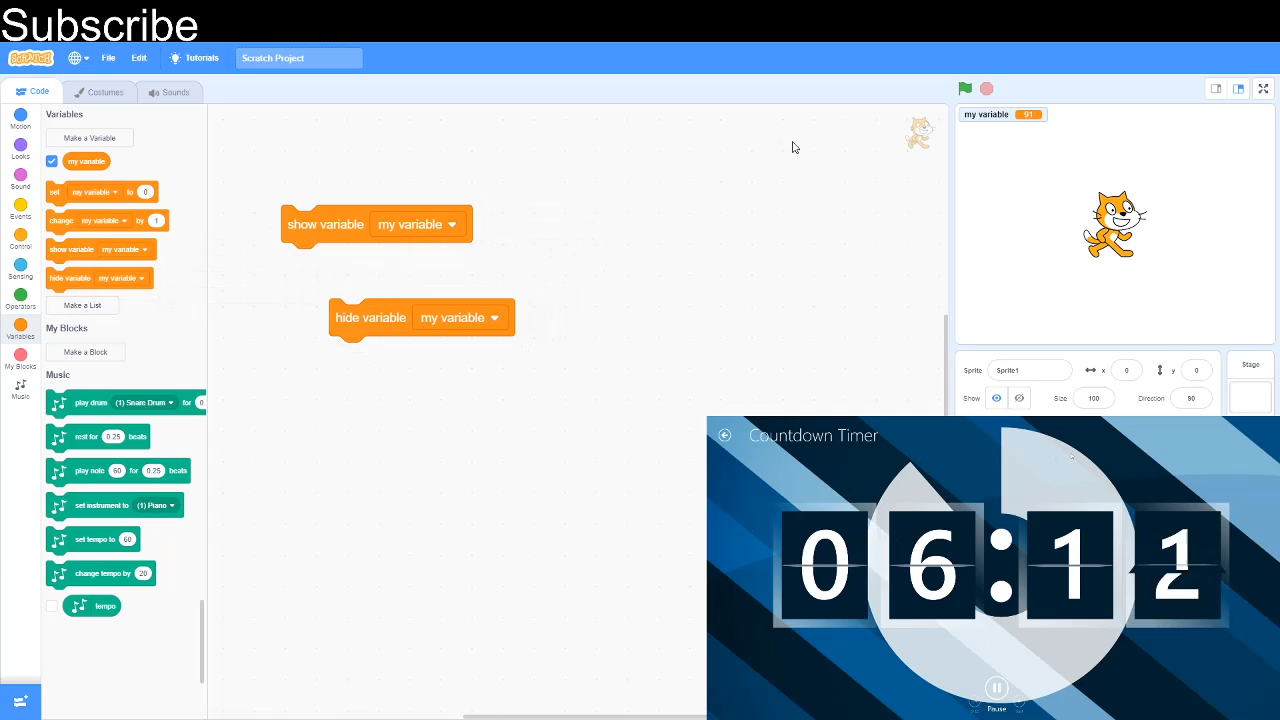 Subscribe
SCRATCH
File
Edit
Tutorials
Scratch Project
Code
Costumes
Sounds
Motion
Looks
Sound
Events
Control
Sensing
Operators
Variables
My Blocks
Music
Variables
Make a Variable
my variable
set my variable to 0
change my variable by 1
show variable my variable
hide variable my variable
Make a List
My Blocks
Make a Block
Music
play drum (1) Snare Drum for 0
rest for 0.25 beats
play note 60 for 0.25 beats
set instrument to (1) Piano
set tempo to 60
change tempo by 20
tempo
show variable my variable
hide variable my variable
my variable 91
Sprite Sprite1 x 0 y 0
Show Size 100 Direction 90
Stage
Countdown Timer
06:1
Pause